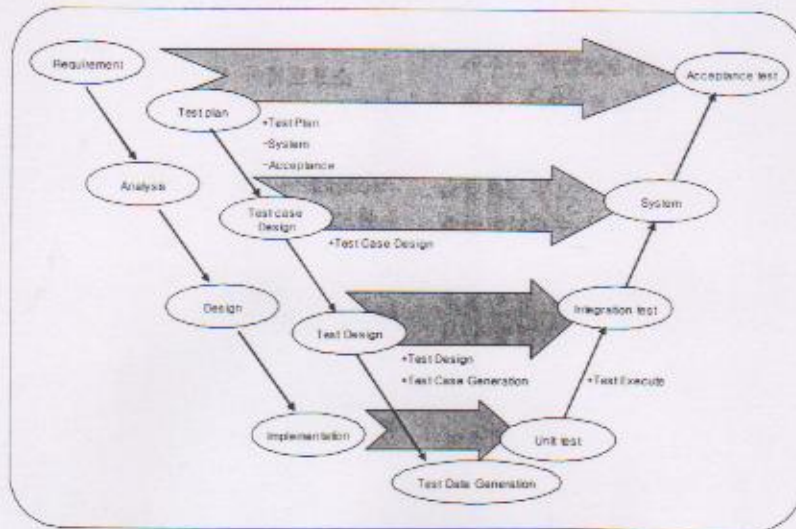 Requirement
Acceptance test
Test plan
+Test Plan
-System
-Acceptance
Analysis
Test case
Design
System
+Test Case Design
Design
Integration test
Test Design
+Test Design
+Test Case Generation
+Test Execute
Implementation
Unit test
Test Data Generation